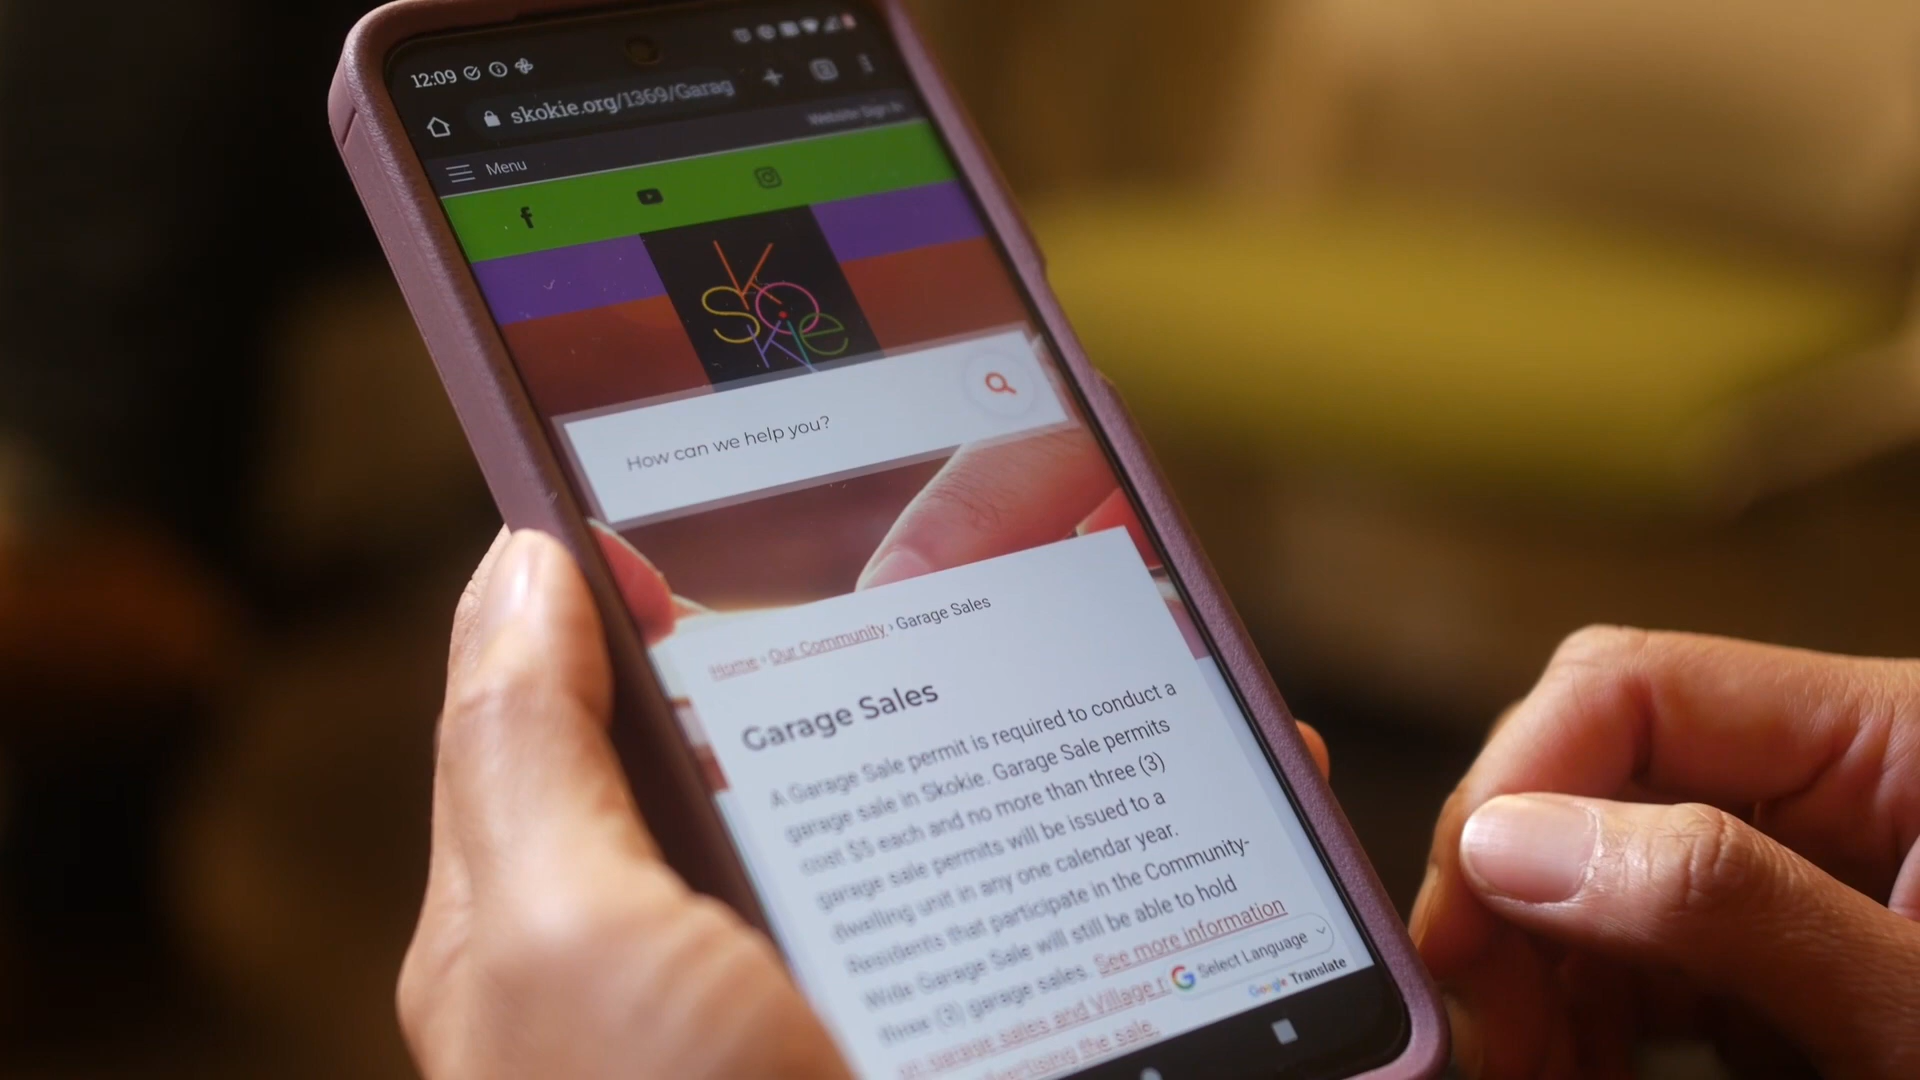 12:09
skokie.org/1369/Garag
Website Sign In
Menu
Skokie
How can we help you?
Home › Our Community › Garage Sales
Garage Sales
A Garage Sale permit is required to conduct a
garage sale in Skokie. Garage Sale permits
cost $5 each and no more than three (3)
garage sale permits will be issued to a
dwelling unit in any one calendar year.
Residents that participate in the Community-
Wide Garage Sale will still be able to hold
three (3) garage sales. See more information
on garage sales and Village r
Select Language
Google Translate
advertising the sale.